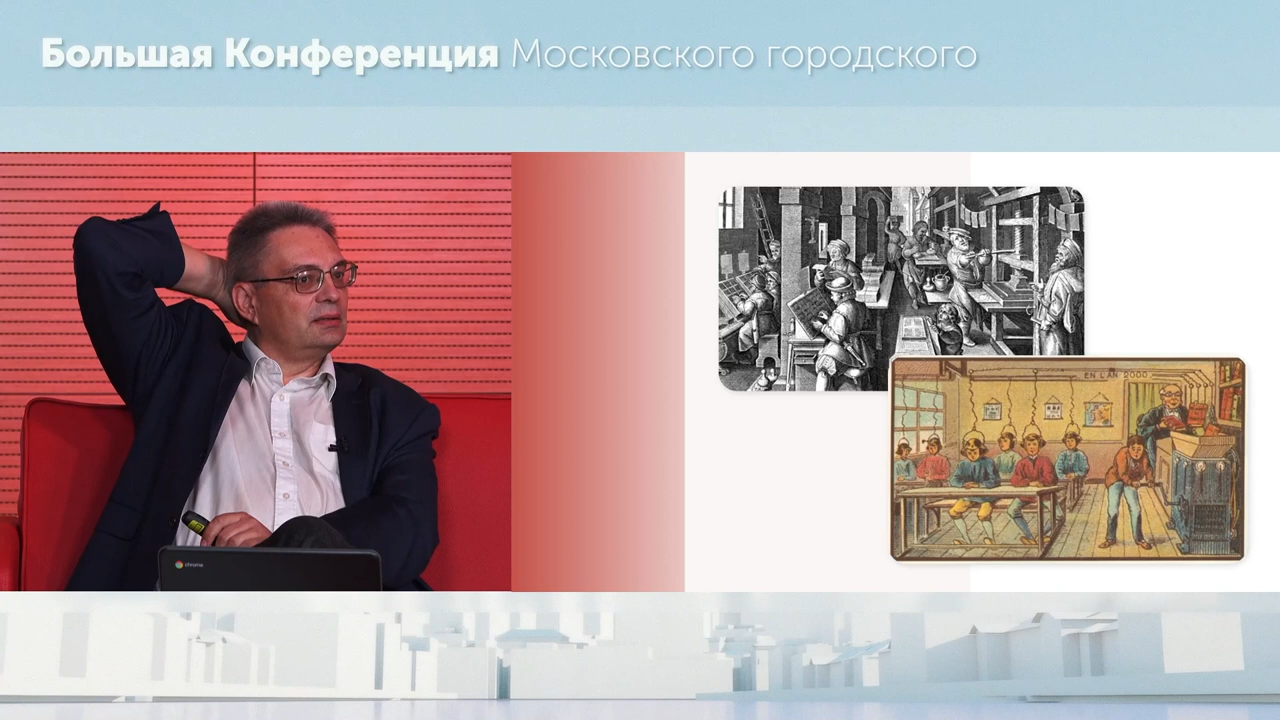 Большая Конференция Московского городского
EN L'AN 2000
chrome